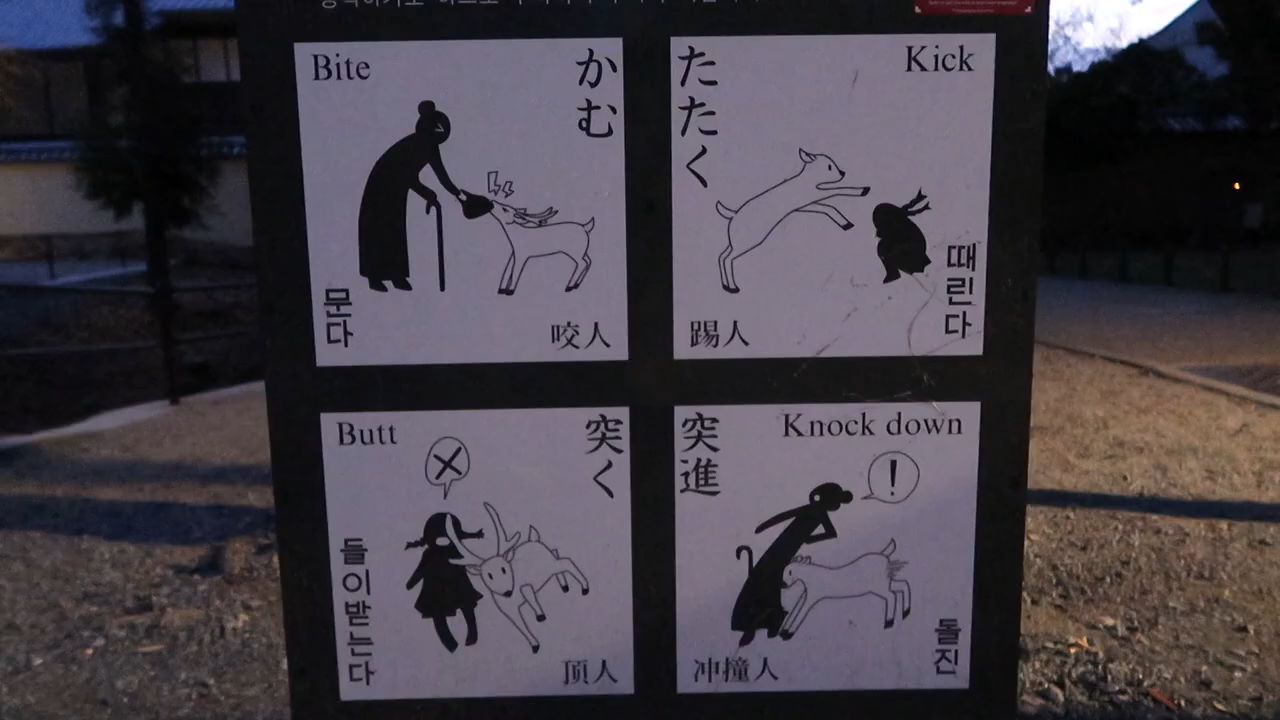 Bite
かむ
문다
咬人
たたく
Kick
때린다
踢人
Butt
突く
들이받는다
顶人
突進
Knock down
돌진
冲撞人